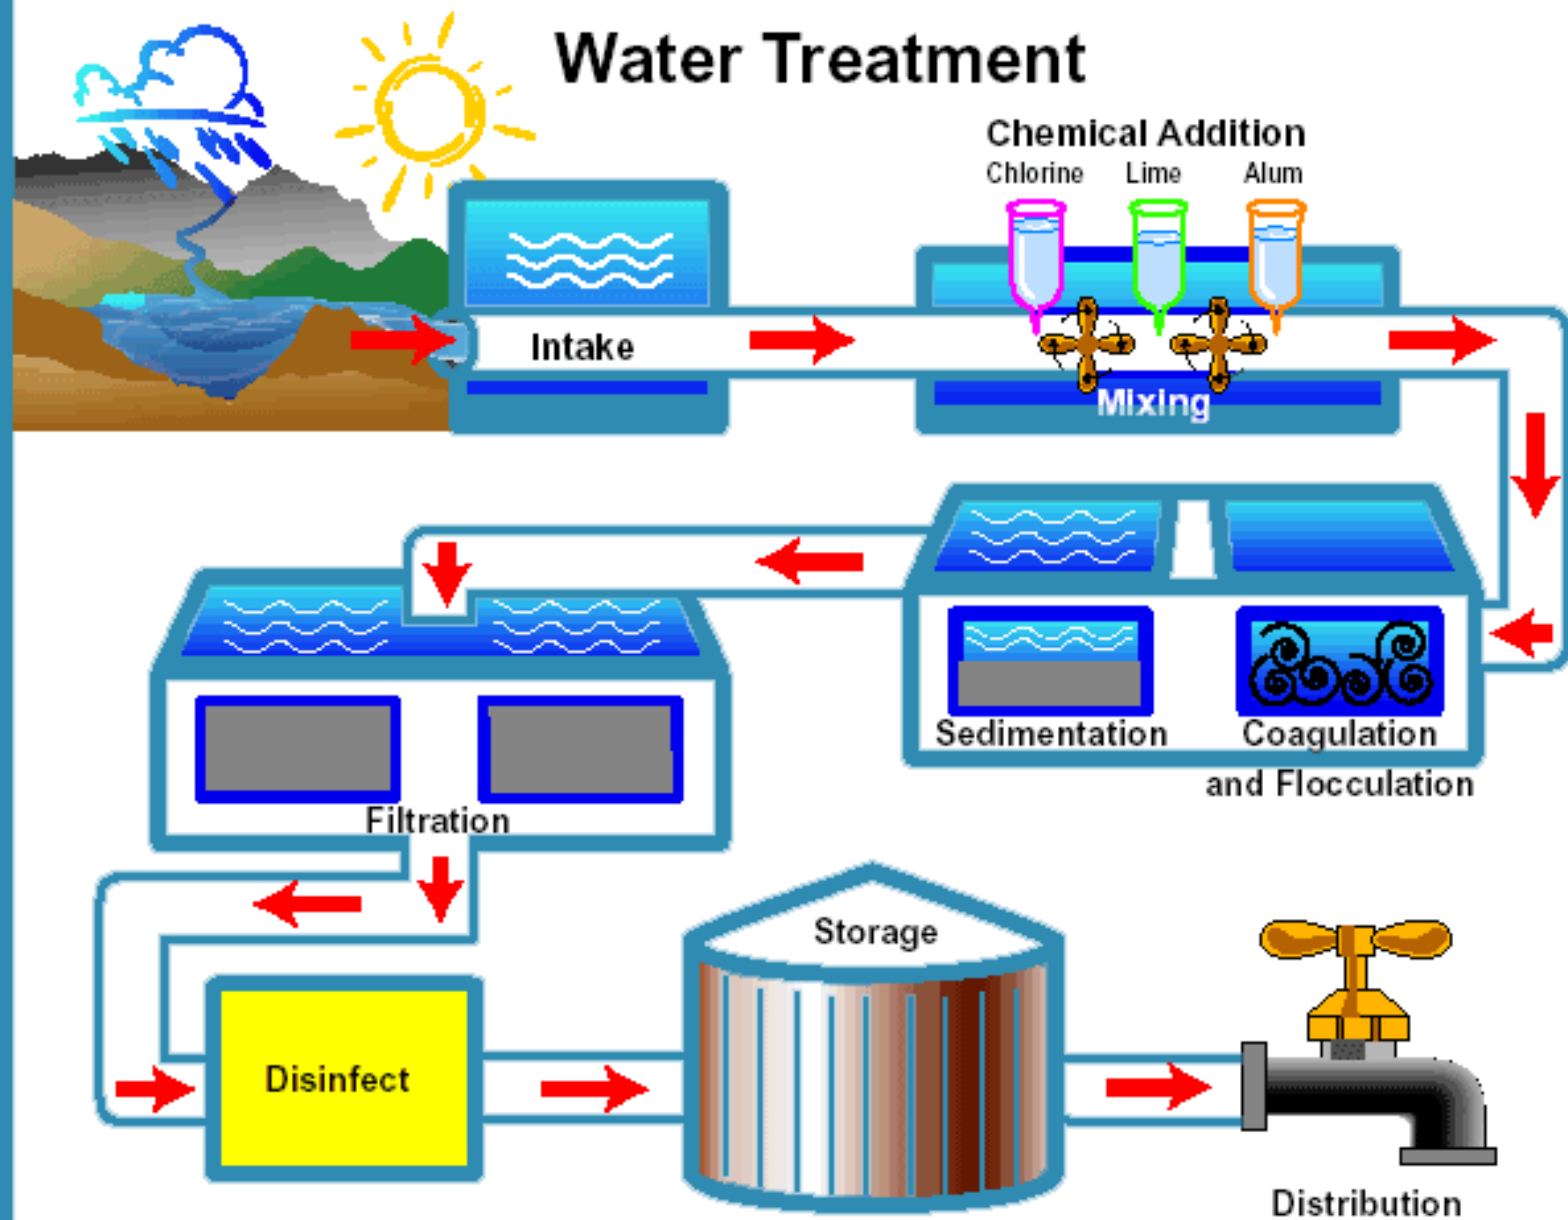 Water Treatment
Chemical Addition
Chlorine Lime Alum
Intake
Mixing
Sedimentation Coagulation
and Flocculation
Filtration
Storage
Disinfect
Distribution